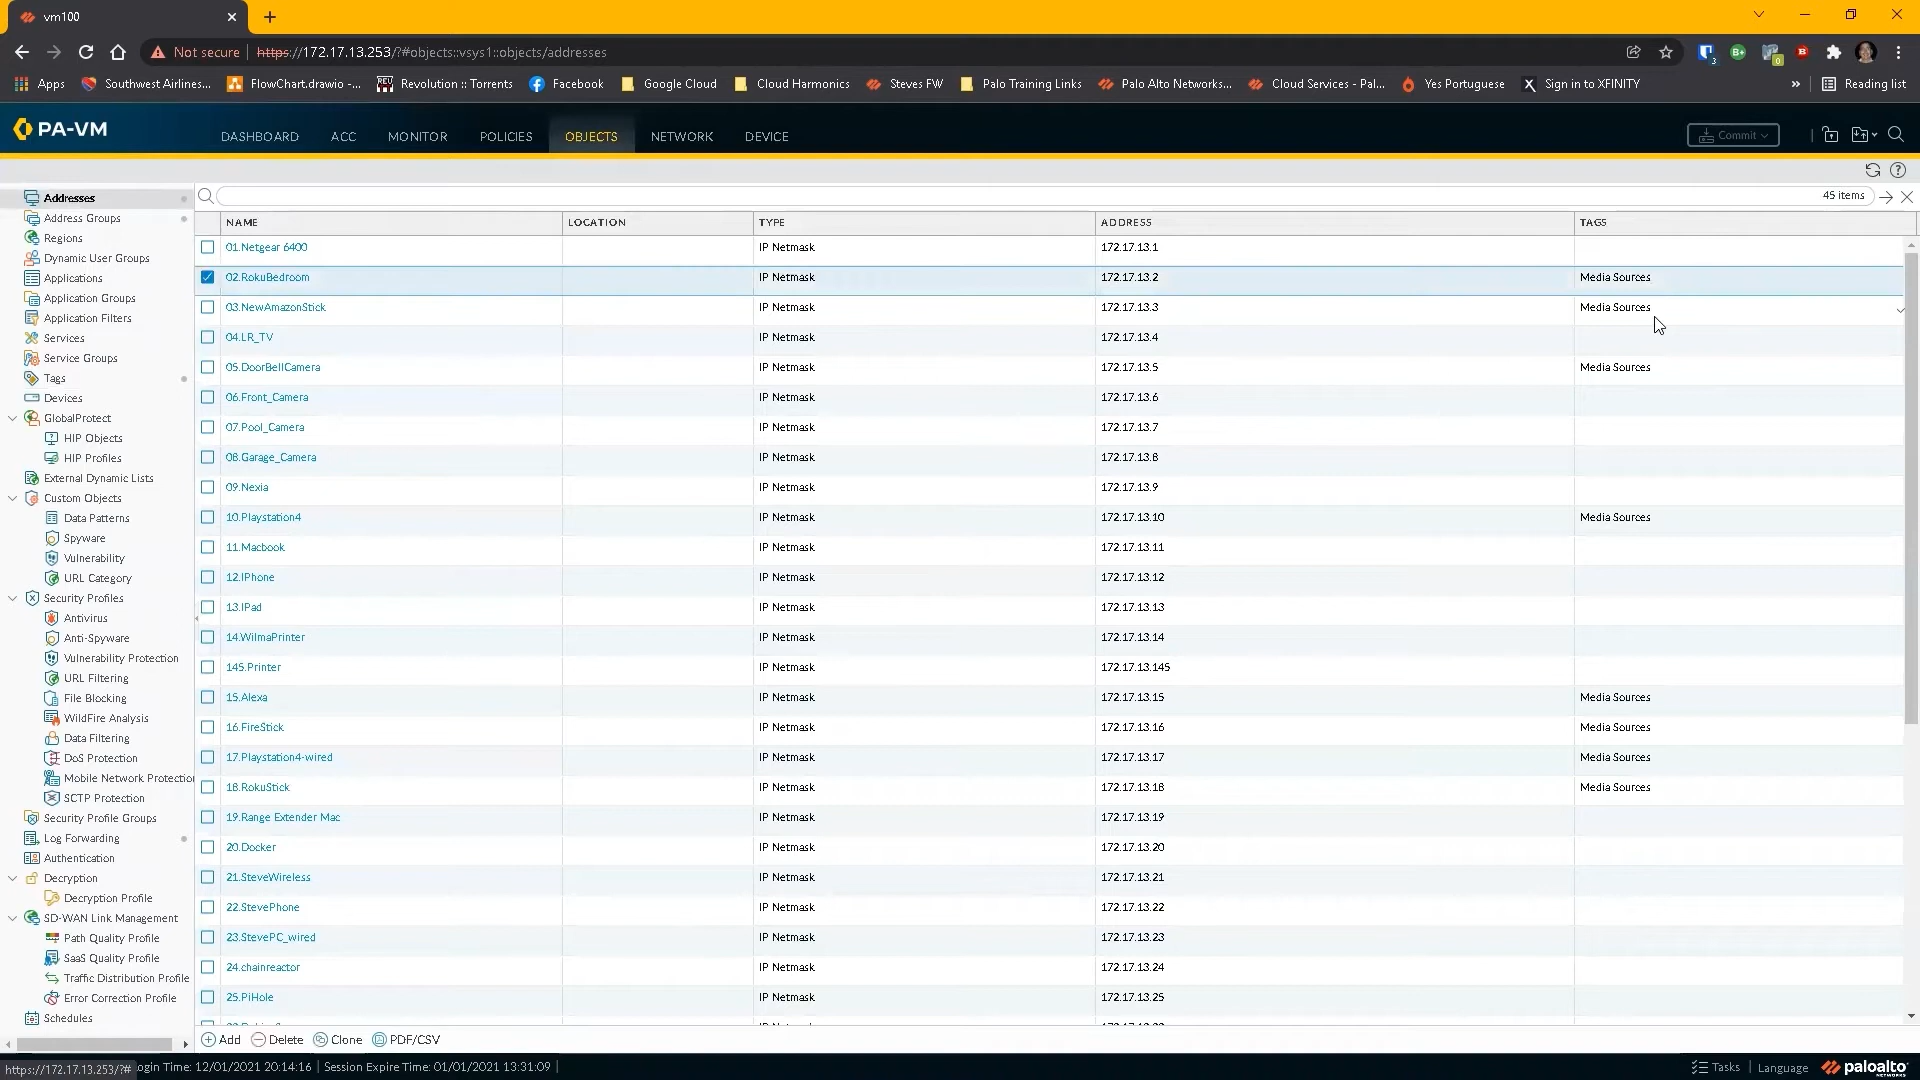 vm100
Not secure https://172.17.13.253/?#objects::vsys1::objects/addresses
3
B+
0
Apps Southwest Airlines... FlowChart.drawio -... REV Revolution :: Torrents Facebook Google Cloud Cloud Harmonics Steves FW Palo Training Links Palo Alto Networks... Cloud Services - Pal... Yes Portuguese X Sign in to XFINITY » Reading list
PA-VM DASHBOARD ACC MONITOR POLICIES OBJECTS NETWORK DEVICE Commit
Addresses
Address Groups
Regions
Dynamic User Groups
Applications
Application Groups
Application Filters
Services
Service Groups
Tags
Devices
GlobalProtect
HIP Objects
HIP Profiles
External Dynamic Lists
Custom Objects
Data Patterns
Spyware
Vulnerability
URL Category
Security Profiles
Antivirus
Anti-Spyware
Vulnerability Protection
URL Filtering
File Blocking
WildFire Analysis
Data Filtering
DoS Protection
Mobile Network Protectio
SCTP Protection
Security Profile Groups
Log Forwarding
Authentication
Decryption
Decryption Profile
SD-WAN Link Management
Path Quality Profile
SaaS Quality Profile
Traffic Distribution Profile
Error Correction Profile
Schedules
45 items
NAME LOCATION TYPE ADDRESS TAGS
01.Netgear 6400 IP Netmask 172.17.13.1
02.RokuBedroom IP Netmask 172.17.13.2 Media Sources
03.NewAmazonStick IP Netmask 172.17.13.3 Media Sources
04.LR_TV IP Netmask 172.17.13.4
05.DoorBellCamera IP Netmask 172.17.13.5 Media Sources
06.Front_Camera IP Netmask 172.17.13.6
07.Pool_Camera IP Netmask 172.17.13.7
08.Garage_Camera IP Netmask 172.17.13.8
09.Nexia IP Netmask 172.17.13.9
10.Playstation4 IP Netmask 172.17.13.10 Media Sources
11.Macbook IP Netmask 172.17.13.11
12.IPhone IP Netmask 172.17.13.12
13.IPad IP Netmask 172.17.13.13
14.WilmaPrinter IP Netmask 172.17.13.14
145.Printer IP Netmask 172.17.13.145
15.Alexa IP Netmask 172.17.13.15 Media Sources
16.FireStick IP Netmask 172.17.13.16 Media Sources
17.Playstation4-wired IP Netmask 172.17.13.17 Media Sources
18.RokuStick IP Netmask 172.17.13.18 Media Sources
19.Range Extender Mac IP Netmask 172.17.13.19
20.Docker IP Netmask 172.17.13.20
21.SteveWireless IP Netmask 172.17.13.21
22.StevePhone IP Netmask 172.17.13.22
23.StevePC_wired IP Netmask 172.17.13.23
24.chainreactor IP Netmask 172.17.13.24
25.PiHole IP Netmask 172.17.13.25
Add Delete Clone PDF/CSV
https://172.17.13.253/?# ogin Time: 12/01/2021 20:14:16 | Session Expire Time: 01/01/2021 13:31:09 | Tasks | Language paloalto NETWORKS